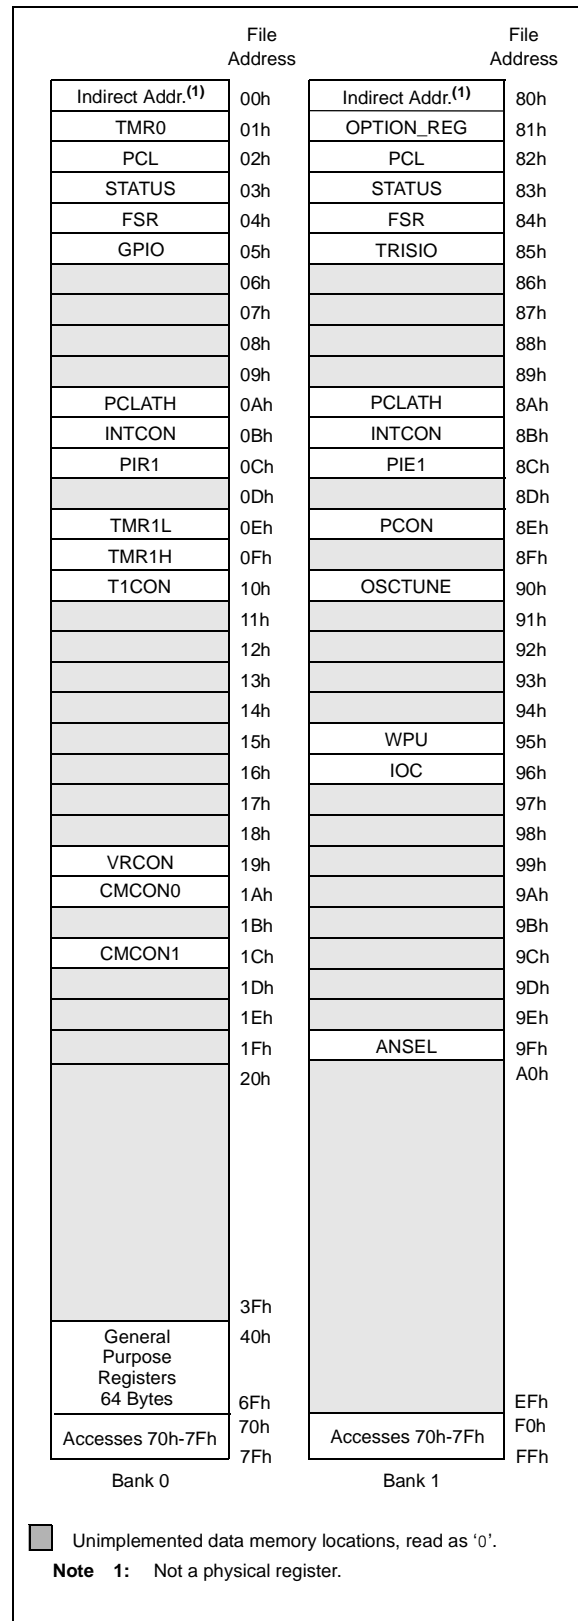 File File
Address Address
Indirect Addr.(1) 00h Indirect Addr.(1) 80h
TMR0 01h OPTION_REG 81h
PCL 02h PCL 82h
STATUS 03h STATUS 83h
FSR 04h FSR 84h
GPIO 05h TRISIO 85h
06h 86h
07h 87h
08h 88h
09h 89h
PCLATH 0Ah PCLATH 8Ah
INTCON 0Bh INTCON 8Bh
PIR1 0Ch PIE1 8Ch
0Dh 8Dh
TMR1L 0Eh PCON 8Eh
TMR1H 0Fh 8Fh
T1CON 10h OSCTUNE 90h
11h 91h
12h 92h
13h 93h
14h 94h
15h WPU 95h
16h IOC 96h
17h 97h
18h 98h
VRCON 19h 99h
CMCON0 1Ah 9Ah
1Bh 9Bh
CMCON1 1Ch 9Ch
1Dh 9Dh
1Eh 9Eh
1Fh ANSEL 9Fh
20h A0h
3Fh
General 40h
Purpose
Registers
64 Bytes 6Fh EFh
70h F0h
Accesses 70h-7Fh Accesses 70h-7Fh
7Fh FFh
Bank 0 Bank 1
Unimplemented data memory locations, read as ‘0’.
Note 1: Not a physical register.